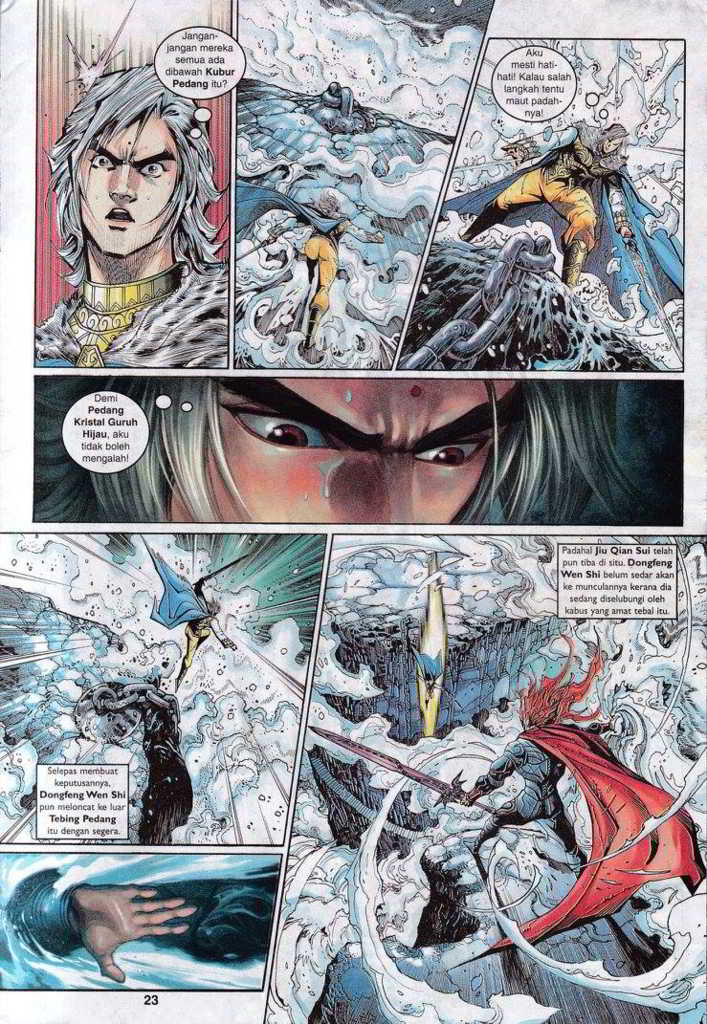 Jangan-
jangan mereka
semua ada
dibawah Kubur
Pedang itu?
Aku
mesti hati-
hati! Kalau salah
langkah tentu
maut padah-
nya!
Demi
Pedang
Kristal Guruh
Hijau, aku
tidak boleh
mengalah!
Selepas membuat
keputusannya,
Dongfeng Wen Shi
pun meloncat ke luar
Tebing Pedang
itu dengan segera.
Padahal Jiu Qian Sui telah
pun tiba di situ. Dongfeng
Wen Shi belum sedar akan
ke munculannya kerana dia
sedang diselubungi oleh
kabus yang amat tebal itu.
23